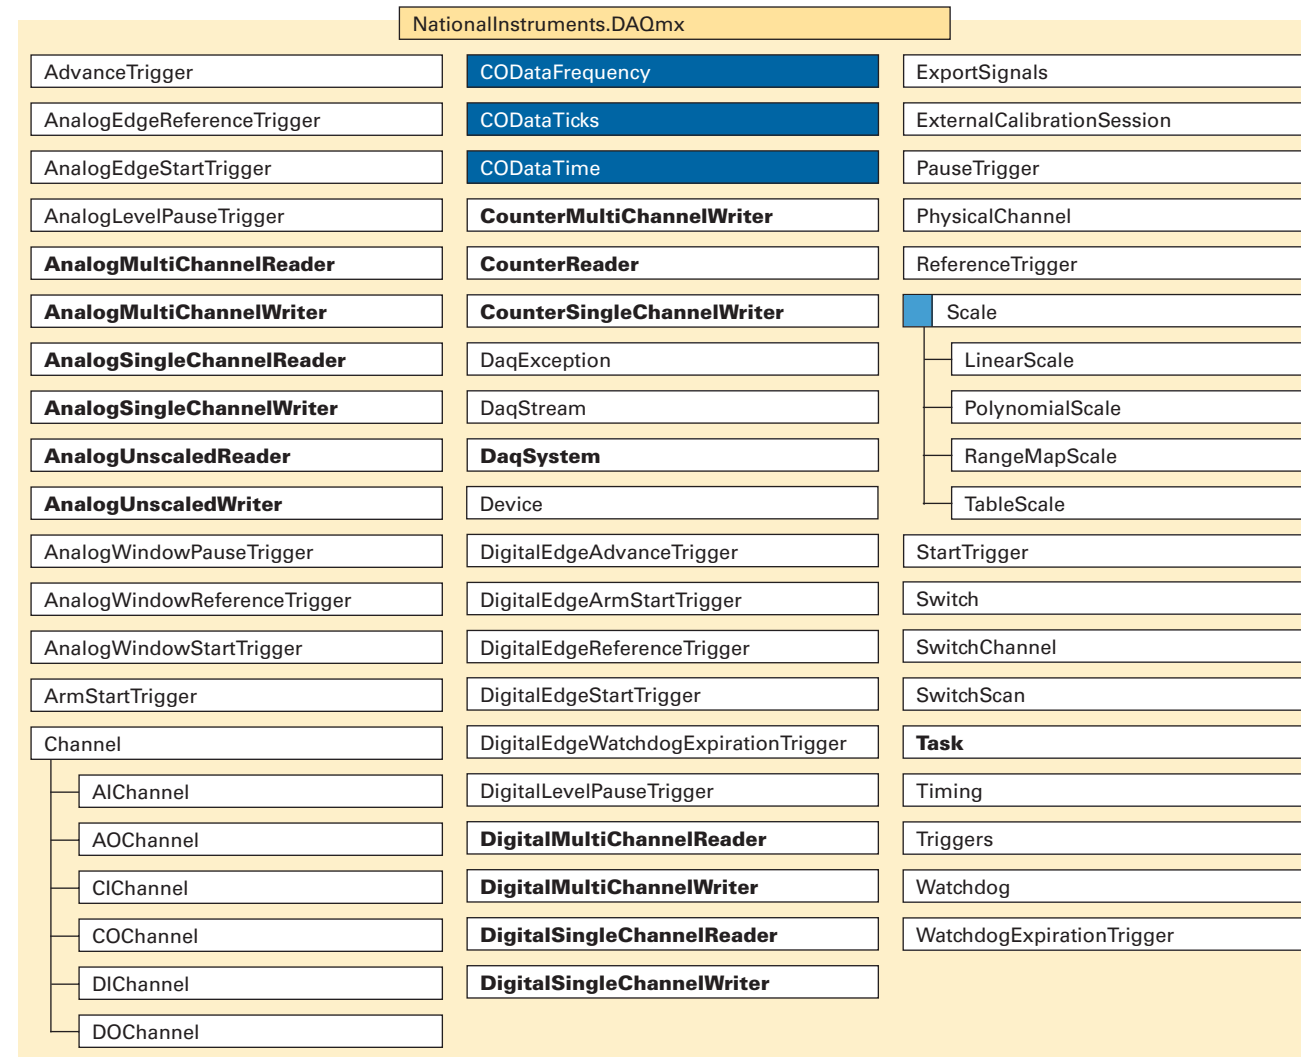 NationalInstruments.DAQmx
AdvanceTrigger
AnalogEdgeReferenceTrigger
AnalogEdgeStartTrigger
AnalogLevelPauseTrigger
AnalogMultiChannelReader
AnalogMultiChannelWriter
AnalogSingleChannelReader
AnalogSingleChannelWriter
AnalogUnscaledReader
AnalogUnscaledWriter
AnalogWindowPauseTrigger
AnalogWindowReferenceTrigger
AnalogWindowStartTrigger
ArmStartTrigger
Channel
AIChannel
AOChannel
CIChannel
COChannel
DIChannel
DOChannel
CODataFrequency
CODataTicks
CODataTime
CounterMultiChannelWriter
CounterReader
CounterSingleChannelWriter
DaqException
DaqStream
DaqSystem
Device
DigitalEdgeAdvanceTrigger
DigitalEdgeArmStartTrigger
DigitalEdgeReferenceTrigger
DigitalEdgeStartTrigger
DigitalEdgeWatchdogExpirationTrigger
DigitalLevelPauseTrigger
DigitalMultiChannelReader
DigitalMultiChannelWriter
DigitalSingleChannelReader
DigitalSingleChannelWriter
ExportSignals
ExternalCalibrationSession
PauseTrigger
PhysicalChannel
ReferenceTrigger
Scale
LinearScale
PolynomialScale
RangeMapScale
TableScale
StartTrigger
Switch
SwitchChannel
SwitchScan
Task
Timing
Triggers
Watchdog
WatchdogExpirationTrigger